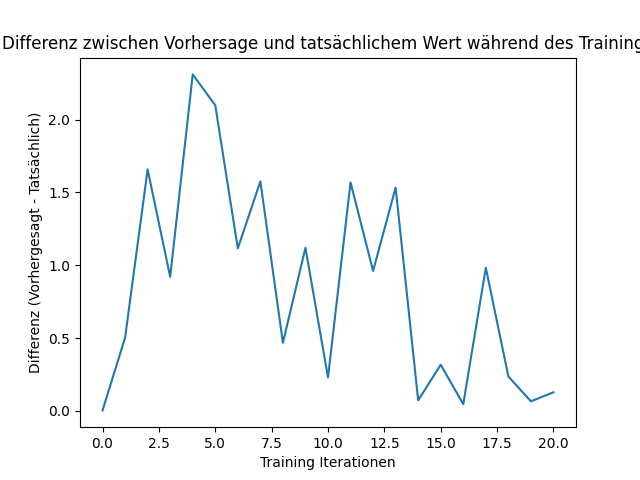 Differenz zwischen Vorhersage und tatsächlichem Wert während des Training
Differenz (Vorhergesagt - Tatsächlich)
2.0
1.5
1.0
0.5
0.0
0.0 2.5 5.0 7.5 10.0 12.5 15.0 17.5 20.0
Training Iterationen